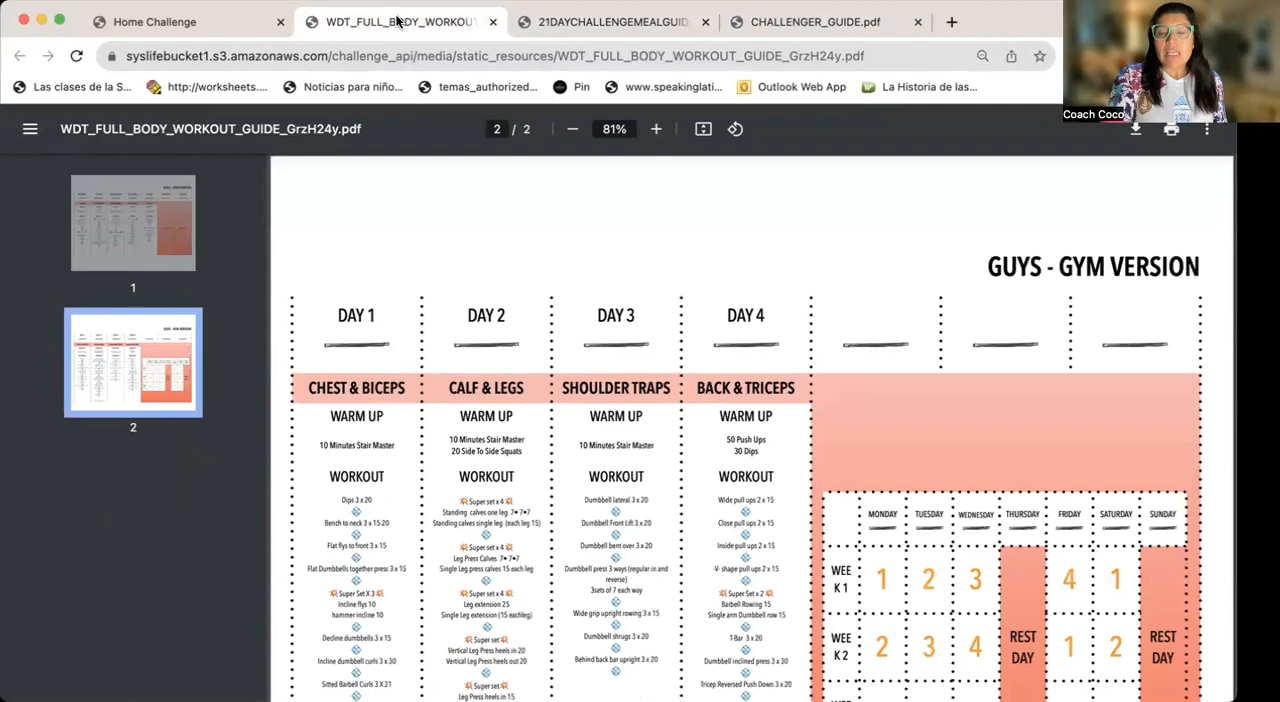 Home Challenge
WDT_FULL_BODY_WORKOUT
21DAYCHALLENGEMEALGUID
CHALLENGER_GUIDE.pdf
syslifebucket1.s3.amazonaws.com/challenge_api/media/static_resources/WDT_FULL_BODY_WORKOUT_GUIDE_GrzH24y.pdf
Las clases de la S...
http://worksheets....
Noticias para niño...
temas_authorized...
Pin
www.speakinglati...
Outlook Web App
La Historia de las...
Coach Coco
WDT_FULL_BODY_WORKOUT_GUIDE_GrzH24y.pdf
2 / 2
81%
1
2
GUYS - GYM VERSION
DAY 1
DAY 2
DAY 3
DAY 4
CHEST & BICEPS
CALF & LEGS
SHOULDER TRAPS
BACK & TRICEPS
WARM UP
WARM UP
WARM UP
WARM UP
10 Minutes Stair Master
10 Minutes Stair Master
20 Side To Side Squats
10 Minutes Stair Master
50 Push Ups
30 Dips
WORKOUT
WORKOUT
WORKOUT
WORKOUT
Dips 3 x 20
Bench to neck 3 x 15-20
Flat flys to front 3 x 15
Flat Dumbbells together press 3 x 15
Super Set X 3
Incline flys 10
hammer incline 10
Decline dumbbells 3 x 15
Incline dumbbell curls 3 x 30
Sitted Barbell Curls 3 X 21
Super set x 4
Standing calves one leg 7•7•7
Standing calves single leg (each leg 15)
Super set x 4
Leg Press Calves 7•7•7
Single Leg press calves 15 each leg
Super set x 4
Leg extension 25
Single Leg extension (15 eachleg)
Super set
Vertical Leg Press heels in 20
Vertical Leg Press heels out 20
Super set
Leg Press heels in 15
Dumbbell lateral 3 x 20
Dumbbell Front Lift 3 x 20
Dumbbell bent over 3 x 20
Dumbbell press 3 ways (regular in and
reverse)
3sets of 7 each way
Wide grip upright rowing 3 x 15
Dumbbell shrugs 3 x 20
Behind back bar upright 3 x 20
Wide pull ups 2 x 15
Close pull ups 2 x 15
Inside pull ups 2 x 15
-V- shape pull ups 2 x 15
Super Set x 2
Barbell Rowing 15
Single arm Dumbbell row 15
T-Bar 3 x 20
Dumbbell inclined press 3 x 30
Tricep Reversed Push Down 3 x 20
MONDAY
TUESDAY
WEDNESDAY
THURSDAY
FRIDAY
SATURDAY
SUNDAY
WEE
K 1
1
2
3
4
1
WEE
K 2
2
3
4
REST
DAY
1
2
REST
DAY